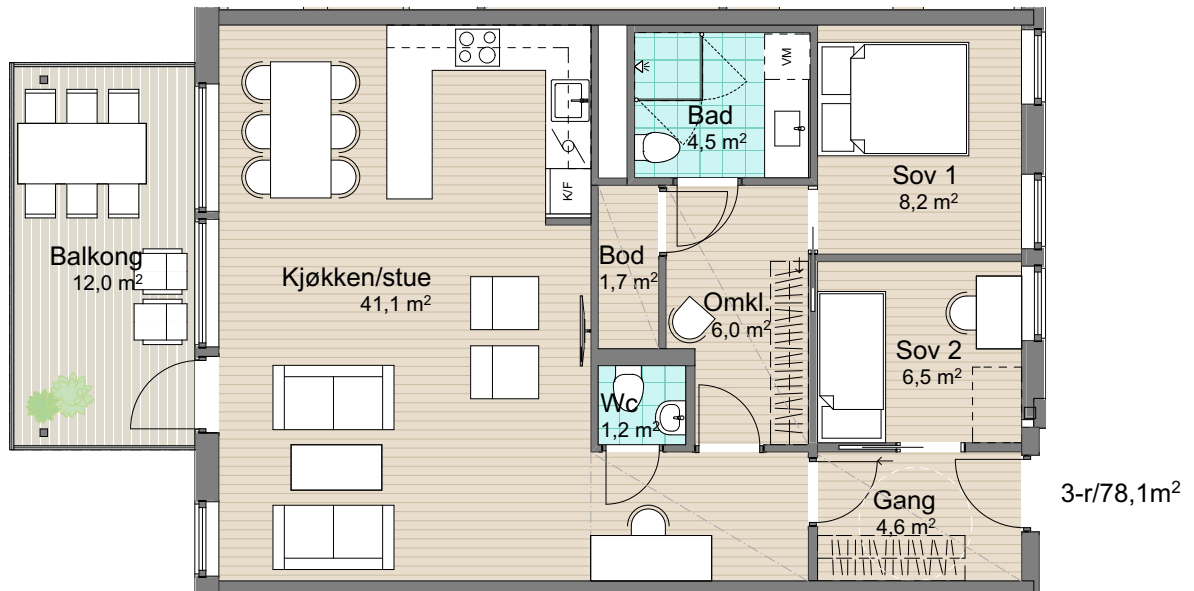 VM
Bad
4,5 m²
Sov 1
8,2 m²
K/F
Balkong
12,0 m²
Kjøkken/stue
41,1 m²
Bod
1,7 m²
Omkl.
6,0 m²
Sov 2
6,5 m²
Wc
1,2 m²
Gang
4,6 m²
3-r/78,1m²